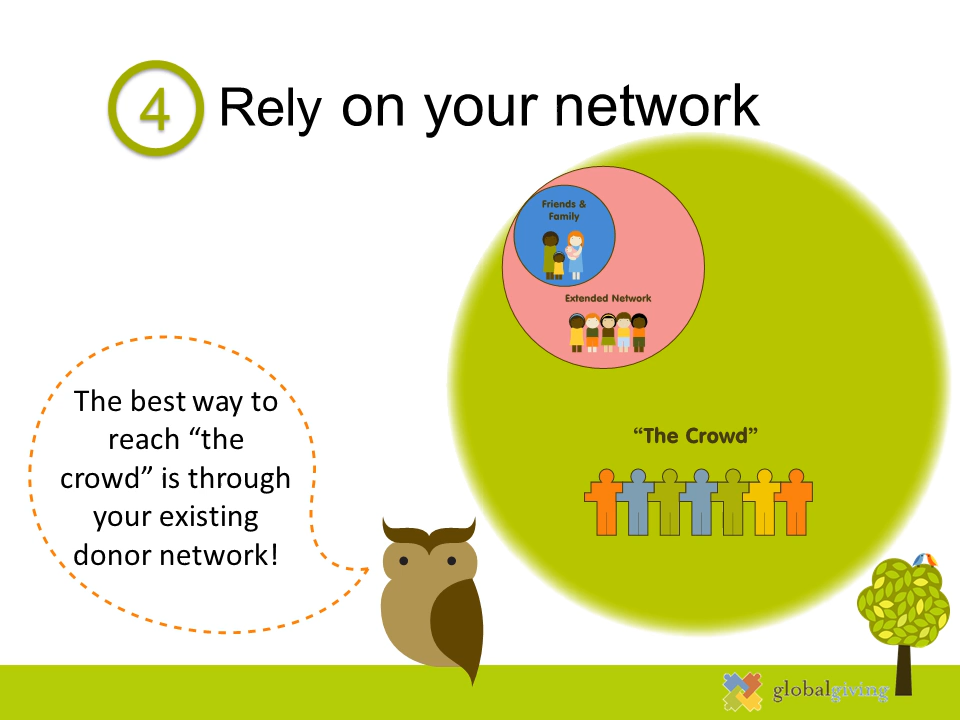 4 Rely on your network
Friends &
Family
Extended Network
“The Crowd”
The best way to
reach “the
crowd” is through
your existing
donor network!
globalgiving